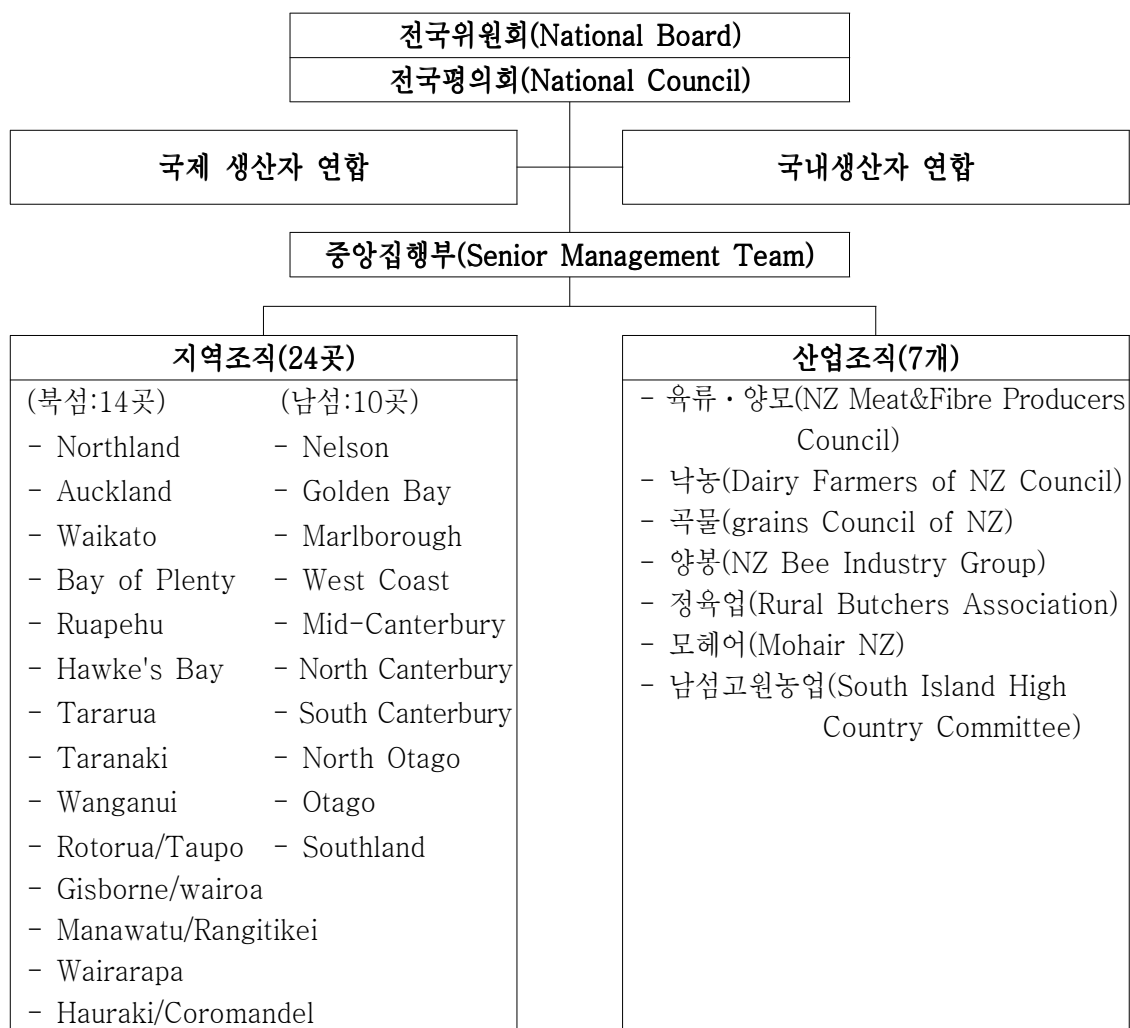 전국위원회(National Board)
전국평의회(National Council)
국제 생산자 연합
국내생산자 연합
중앙집행부(Senior Management Team)
지역조직(24곳)
(북섬:14곳) (남섬:10곳)
- Northland - Nelson
- Auckland - Golden Bay
- Waikato - Marlborough
- Bay of Plenty - West Coast
- Ruapehu - Mid-Canterbury
- Hawke's Bay - North Canterbury
- Tararua - South Canterbury
- Taranaki - North Otago
- Wanganui - Otago
- Rotorua/Taupo - Southland
- Gisborne/wairoa
- Manawatu/Rangitikei
- Wairarapa
- Hauraki/Coromandel
산업조직(7개)
- 육류・양모(NZ Meat&Fibre Producers
Council)
- 낙농(Dairy Farmers of NZ Council)
- 곡물(grains Council of NZ)
- 양봉(NZ Bee Industry Group)
- 정육업(Rural Butchers Association)
- 모헤어(Mohair NZ)
- 남섬고원농업(South Island High
Country Committee)